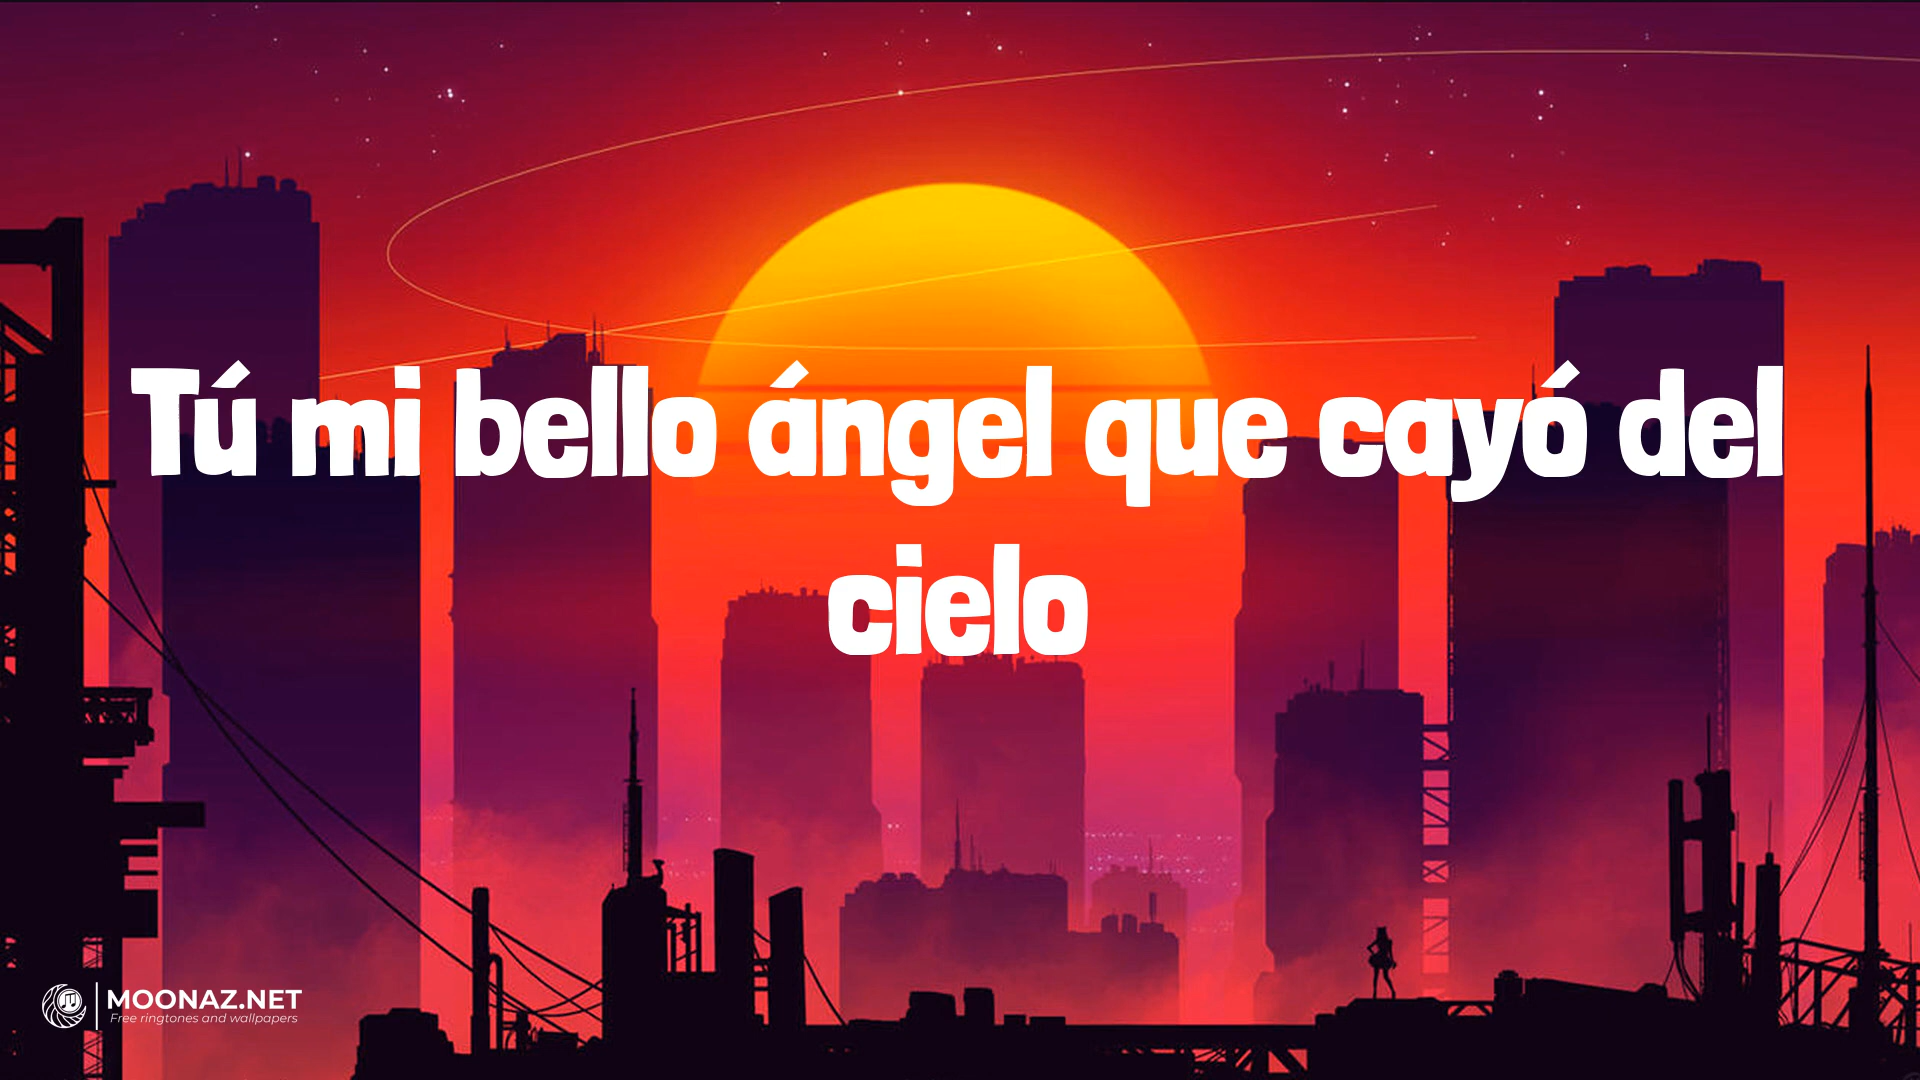 Tú mi bello ángel que cayó del
cielo
MOONAZ.NET
Free ringtones and wallpapers